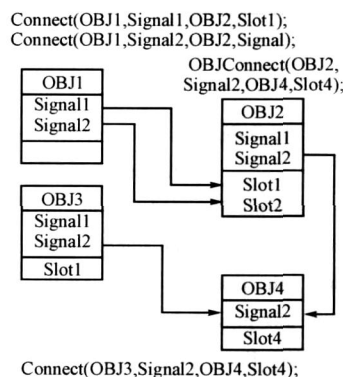 Connect(OBJ1,Signal1,OBJ2,Slot1);
Connect(OBJ1,Signal2,OBJ2,Signal);
OBJConnect(OBJ2,
Signal2,OBJ4,Slot4);
OBJ1
Signal1
Signal2
OBJ2
Signal1
Signal2
Slot1
Slot2
OBJ3
Signal1
Signal2
Slot1
OBJ4
Signal2
Slot4
Connect(OBJ3,Signal2,OBJ4,Slot4);